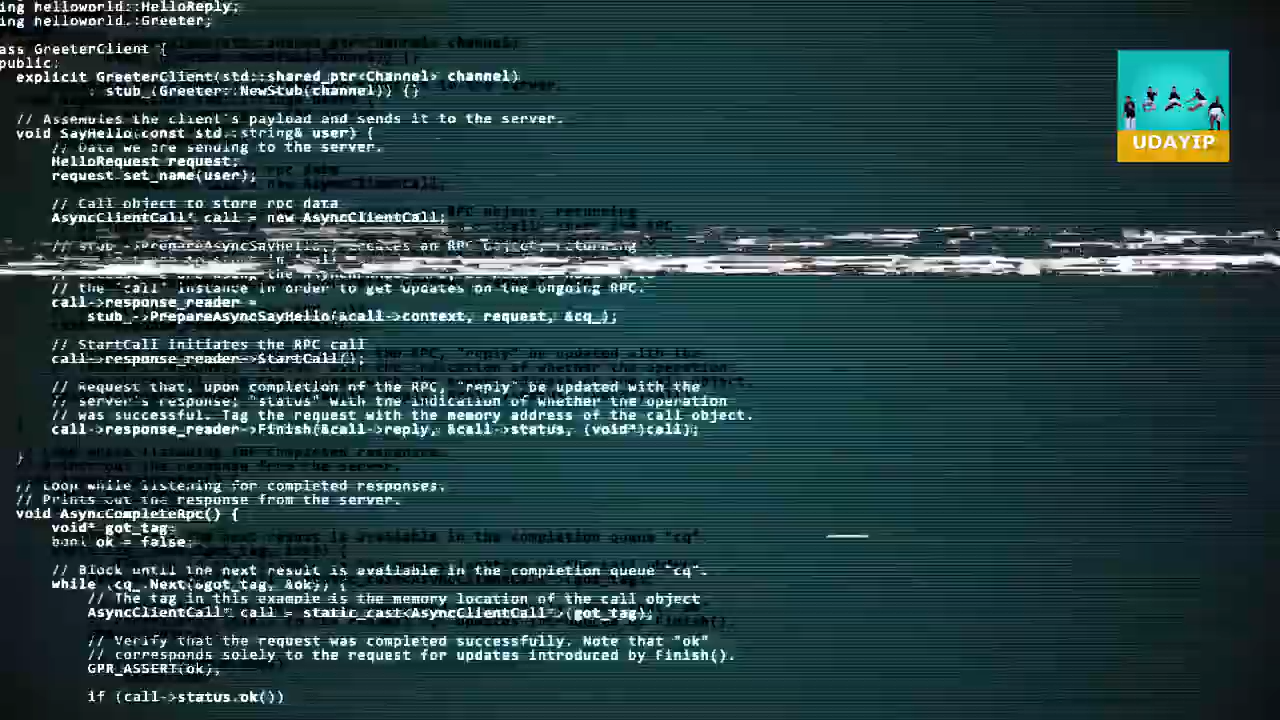 ing helloworld::HelloReply;
ing helloworld::Greeter;
ass GreeterClient {
public:
explicit GreeterClient(std::shared_ptr<Channel> channel)
: stub_(Greeter::NewStub(channel)) {}
// Assembles the client's payload and sends it to the server.
void SayHello(const std::string& user) {
// Data we are sending to the server.
HelloRequest request;
request.set_name(user);
// Call object to store rpc data
AsyncClientCall* call = new AsyncClientCall;
// stub_->PrepareAsyncSayHello() creates an RPC object, returning
// the "call" instance in order to get updates on the ongoing RPC.
call->response_reader =
stub_->PrepareAsyncSayHello(&call->context, request, &cq_);
// StartCall initiates the RPC call
call->response_reader->StartCall();
// Request that, upon completion of the RPC, "reply" be updated with the
// server's response; "status" with the indication of whether the operation
// was successful. Tag the request with the memory address of the call object.
call->response_reader->Finish(&call->reply, &call->status, (void*)call);
}
// Loop while listening for completed responses.
// Prints out the response from the server.
void AsyncCompleteRpc() {
void* got_tag;
bool ok = false;
// Block until the next result is available in the completion queue "cq".
while (cq_.Next(&got_tag, &ok)) {
// The tag in this example is the memory location of the call object
AsyncClientCall* call = static_cast<AsyncClientCall*>(got_tag);
// Verify that the request was completed successfully. Note that "ok"
// corresponds solely to the request for updates introduced by Finish().
GPR_ASSERT(ok);
if (call->status.ok())
UDAYIP